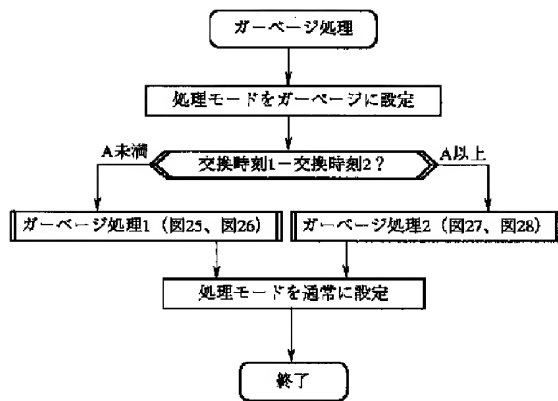 ガーベージ処理
処理モードをガーベージに設定
A未満
交換時刻1－交換時刻2？
A以上
ガーベージ処理1（図25、図26）
ガーベージ処理2（図27、図28）
処理モードを通常に設定
終了